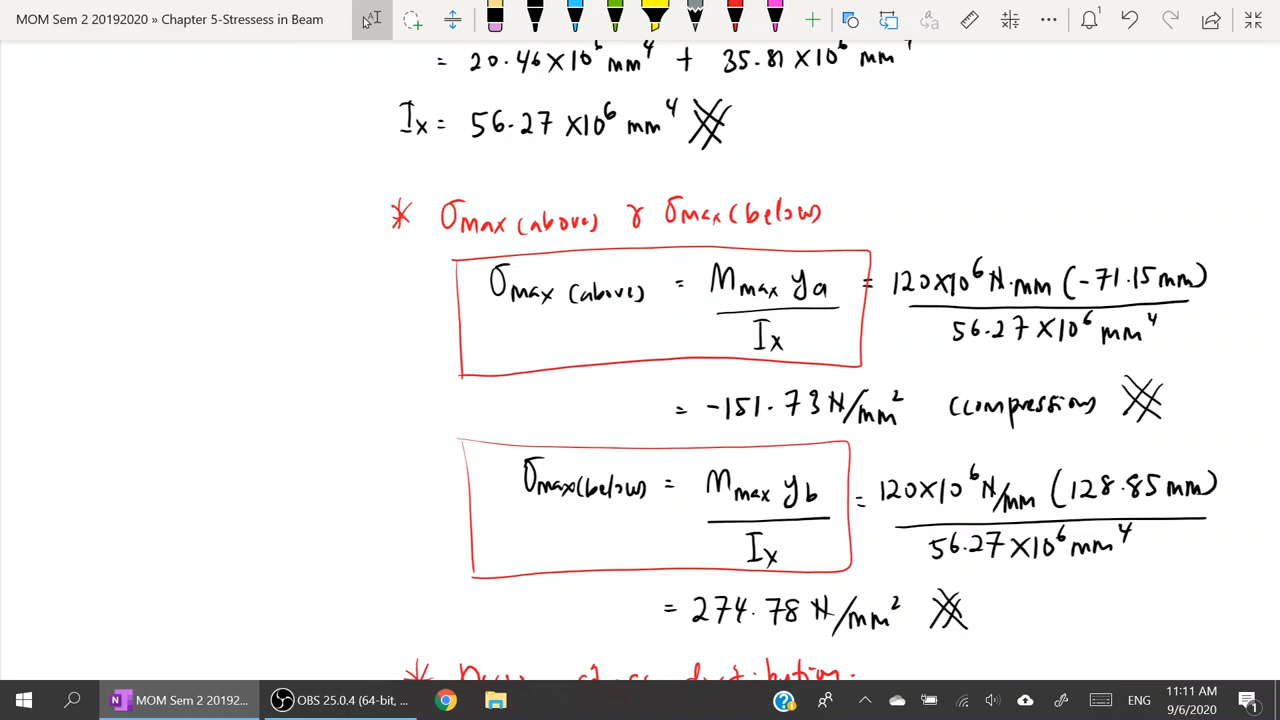 MOM Sem 2 20192020 » Chapter 5-Stressess in Beam
= 20.46 x 10⁶ mm⁴ + 35.81 x 10⁶ mm⁴
Ix = 56.27 x 10⁶ mm⁴
* σmax (above) & σmax (below)
σmax (above) = Mmax ya / Ix = 120 x 10⁶ N.mm (-71.15 mm) / 56.27 x 10⁶ mm⁴
= -151.73 N/mm² (compression)
σmax (below) = Mmax yb / Ix = 120 x 10⁶ N/mm (128.85 mm) / 56.27 x 10⁶ mm⁴
= 274.78 N/mm²
* distribution.
MOM Sem 2 20192...
OBS 25.0.4 (64-bit, ...
ENG
11:11 AM
9/6/2020
1